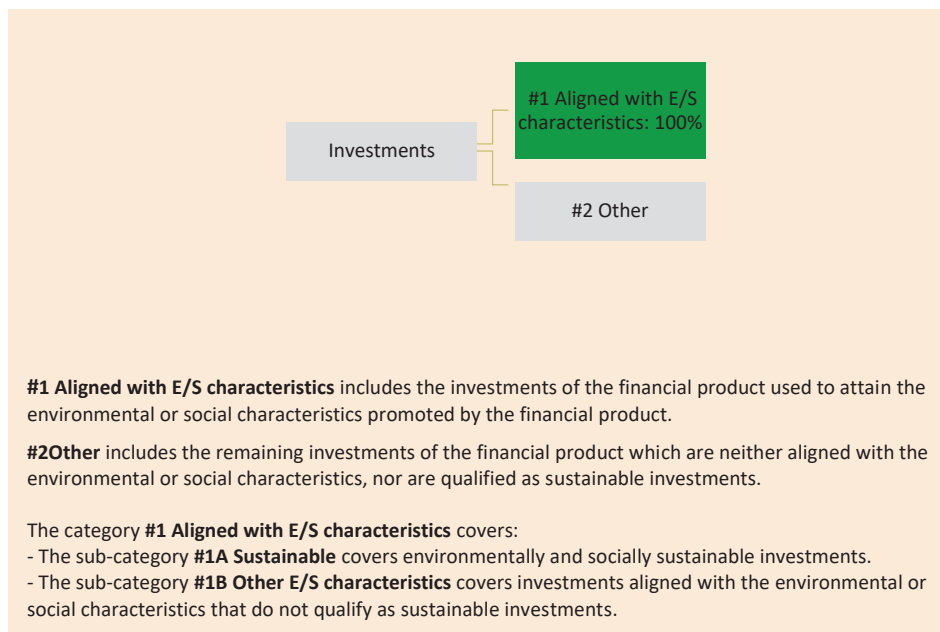 #1 Aligned with E/S
characteristics: 100%
Investments
#2 Other
#1 Aligned with E/S characteristics includes the investments of the financial product used to attain the
environmental or social characteristics promoted by the financial product.
#2Other includes the remaining investments of the financial product which are neither aligned with the
environmental or social characteristics, nor are qualified as sustainable investments.
The category #1 Aligned with E/S characteristics covers:
- The sub-category #1A Sustainable covers environmentally and socially sustainable investments.
- The sub-category #1B Other E/S characteristics covers investments aligned with the environmental or
social characteristics that do not qualify as sustainable investments.